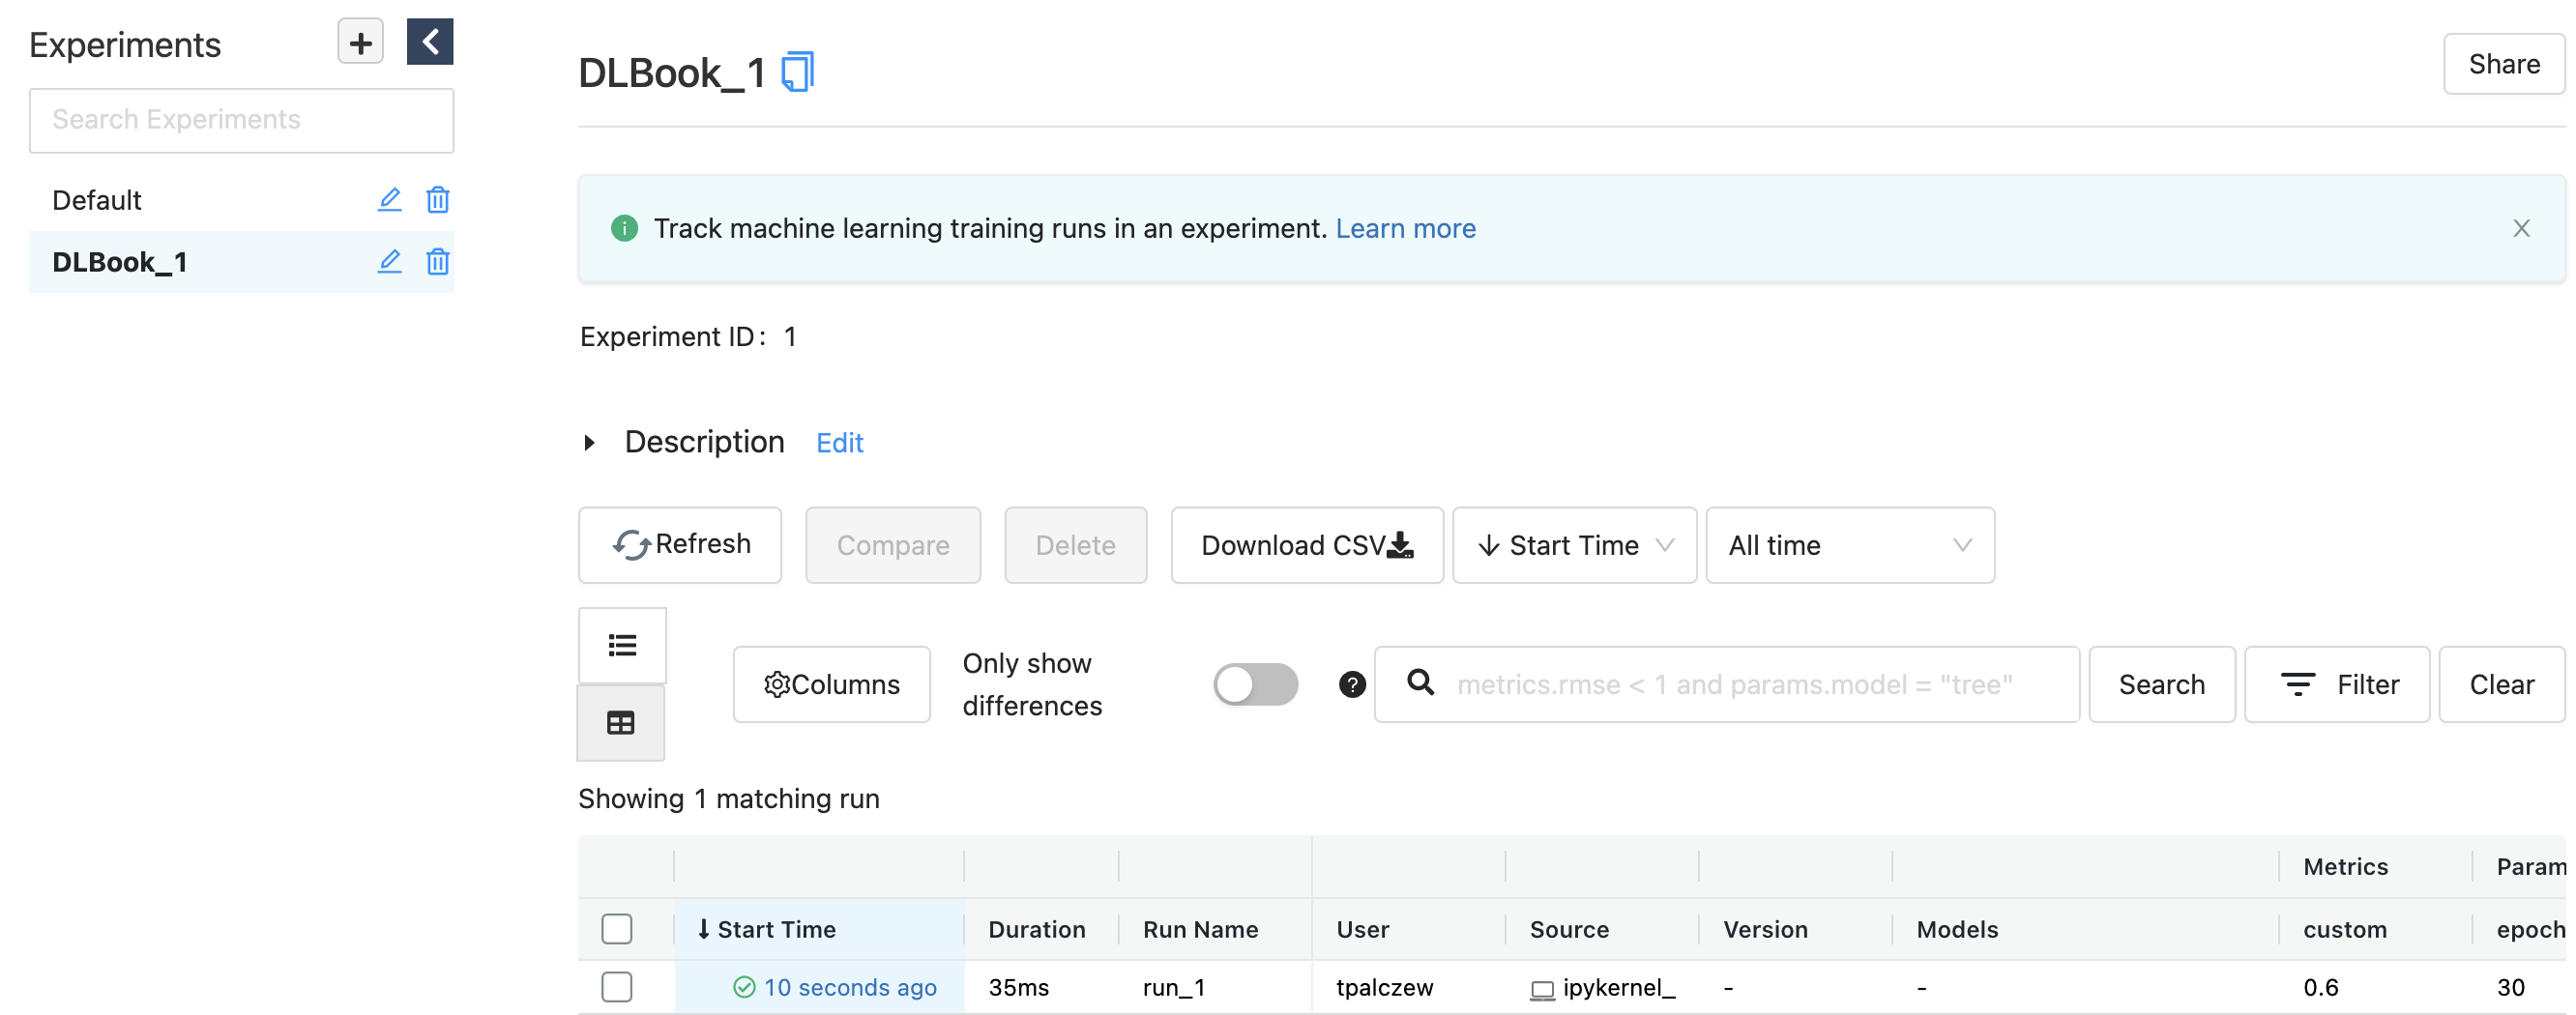 Experiments
Search Experiments
Default
DLBook_1
DLBook_1
Share
Track machine learning training runs in an experiment. Learn more
Experiment ID: 1
Description Edit
Refresh Compare Delete Download CSV Start Time All time
Columns Only show differences metrics.rmse < 1 and params.model = "tree" Search Filter Clear
Showing 1 matching run
Metrics Param
Start Time Duration Run Name User Source Version Models custom epoch
10 seconds ago 35ms run_1 tpalczew ipykernel_ - - 0.6 30